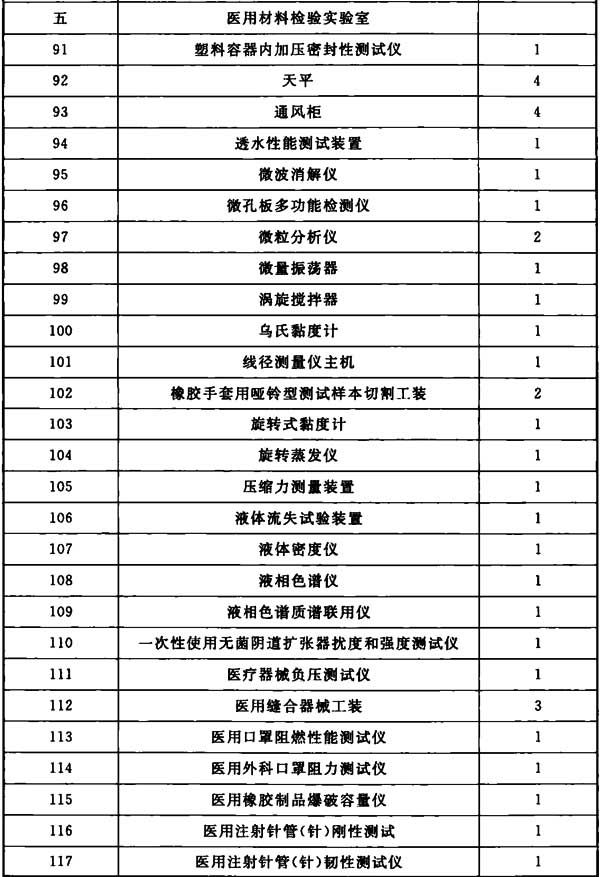 五 医用材料检验实验室
91 塑料容器内加压密封性测试仪 1
92 天平 4
93 通风柜 4
94 透水性能测试装置 1
95 微波消解仪 1
96 微孔板多功能检测仪 1
97 微粒分析仪 2
98 微量振荡器 1
99 涡旋搅拌器 1
100 乌氏黏度计 1
101 线径测量仪主机 1
102 橡胶手套用哑铃型测试样本切割工装 2
103 旋转式黏度计 1
104 旋转蒸发仪 1
105 压缩力测量装置 1
106 液体流失试验装置 1
107 液体密度仪 1
108 液相色谱仪 1
109 液相色谱质谱联用仪 1
110 一次性使用无菌阴道扩张器扰度和强度测试仪 1
111 医疗器械负压测试仪 1
112 医用缝合器械工装 3
113 医用口罩阻燃性能测试仪 1
114 医用外科口罩阻力测试仪 1
115 医用橡胶制品爆破容量仪 1
116 医用注射针管(针)刚性测试 1
117 医用注射针管(针)韧性测试仪 1